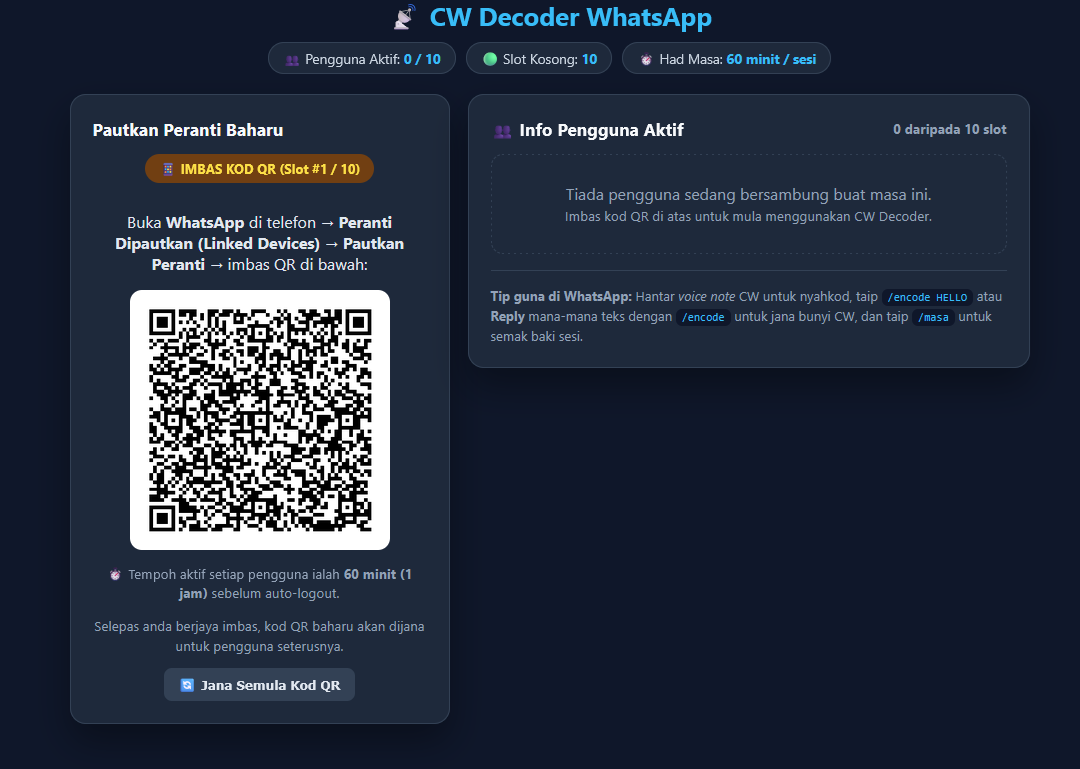 CW Decoder WhatsApp
Pengguna Aktif: 0 / 10
Slot Kosong: 10
Had Masa: 60 minit / sesi
Pautkan Peranti Baharu
IMBAS KOD QR (Slot #1 / 10)
Buka WhatsApp di telefon → Peranti
Dipautkan (Linked Devices) → Pautkan
Peranti → imbas QR di bawah:
Tempoh aktif setiap pengguna ialah 60 minit (1
jam) sebelum auto-logout.
Selepas anda berjaya imbas, kod QR baharu akan dijana
untuk pengguna seterusnya.
Jana Semula Kod QR
Info Pengguna Aktif
0 daripada 10 slot
Tiada pengguna sedang bersambung buat masa ini.
Imbas kod QR di atas untuk mula menggunakan CW Decoder.
Tip guna di WhatsApp: Hantar voice note CW untuk nyahkod, taip /encode HELLO atau
Reply mana-mana teks dengan /encode untuk jana bunyi CW, dan taip /masa untuk
semak baki sesi.